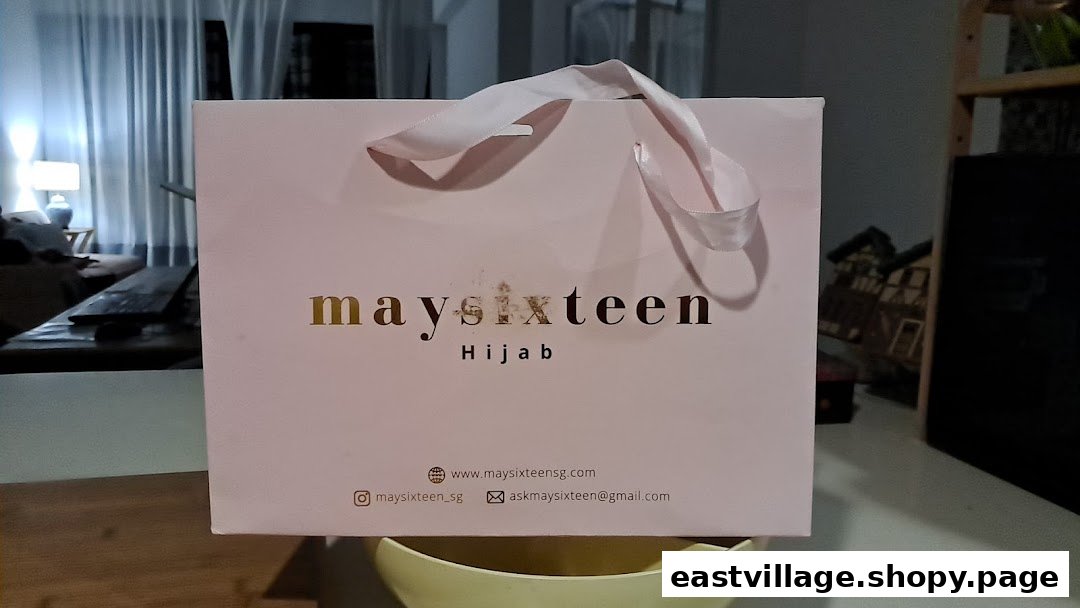 maysixteen
Hijab
www.maysixteensg.com
maysixteen_sg askmaysixteen@gmail.com
eastvillage.shopy.page